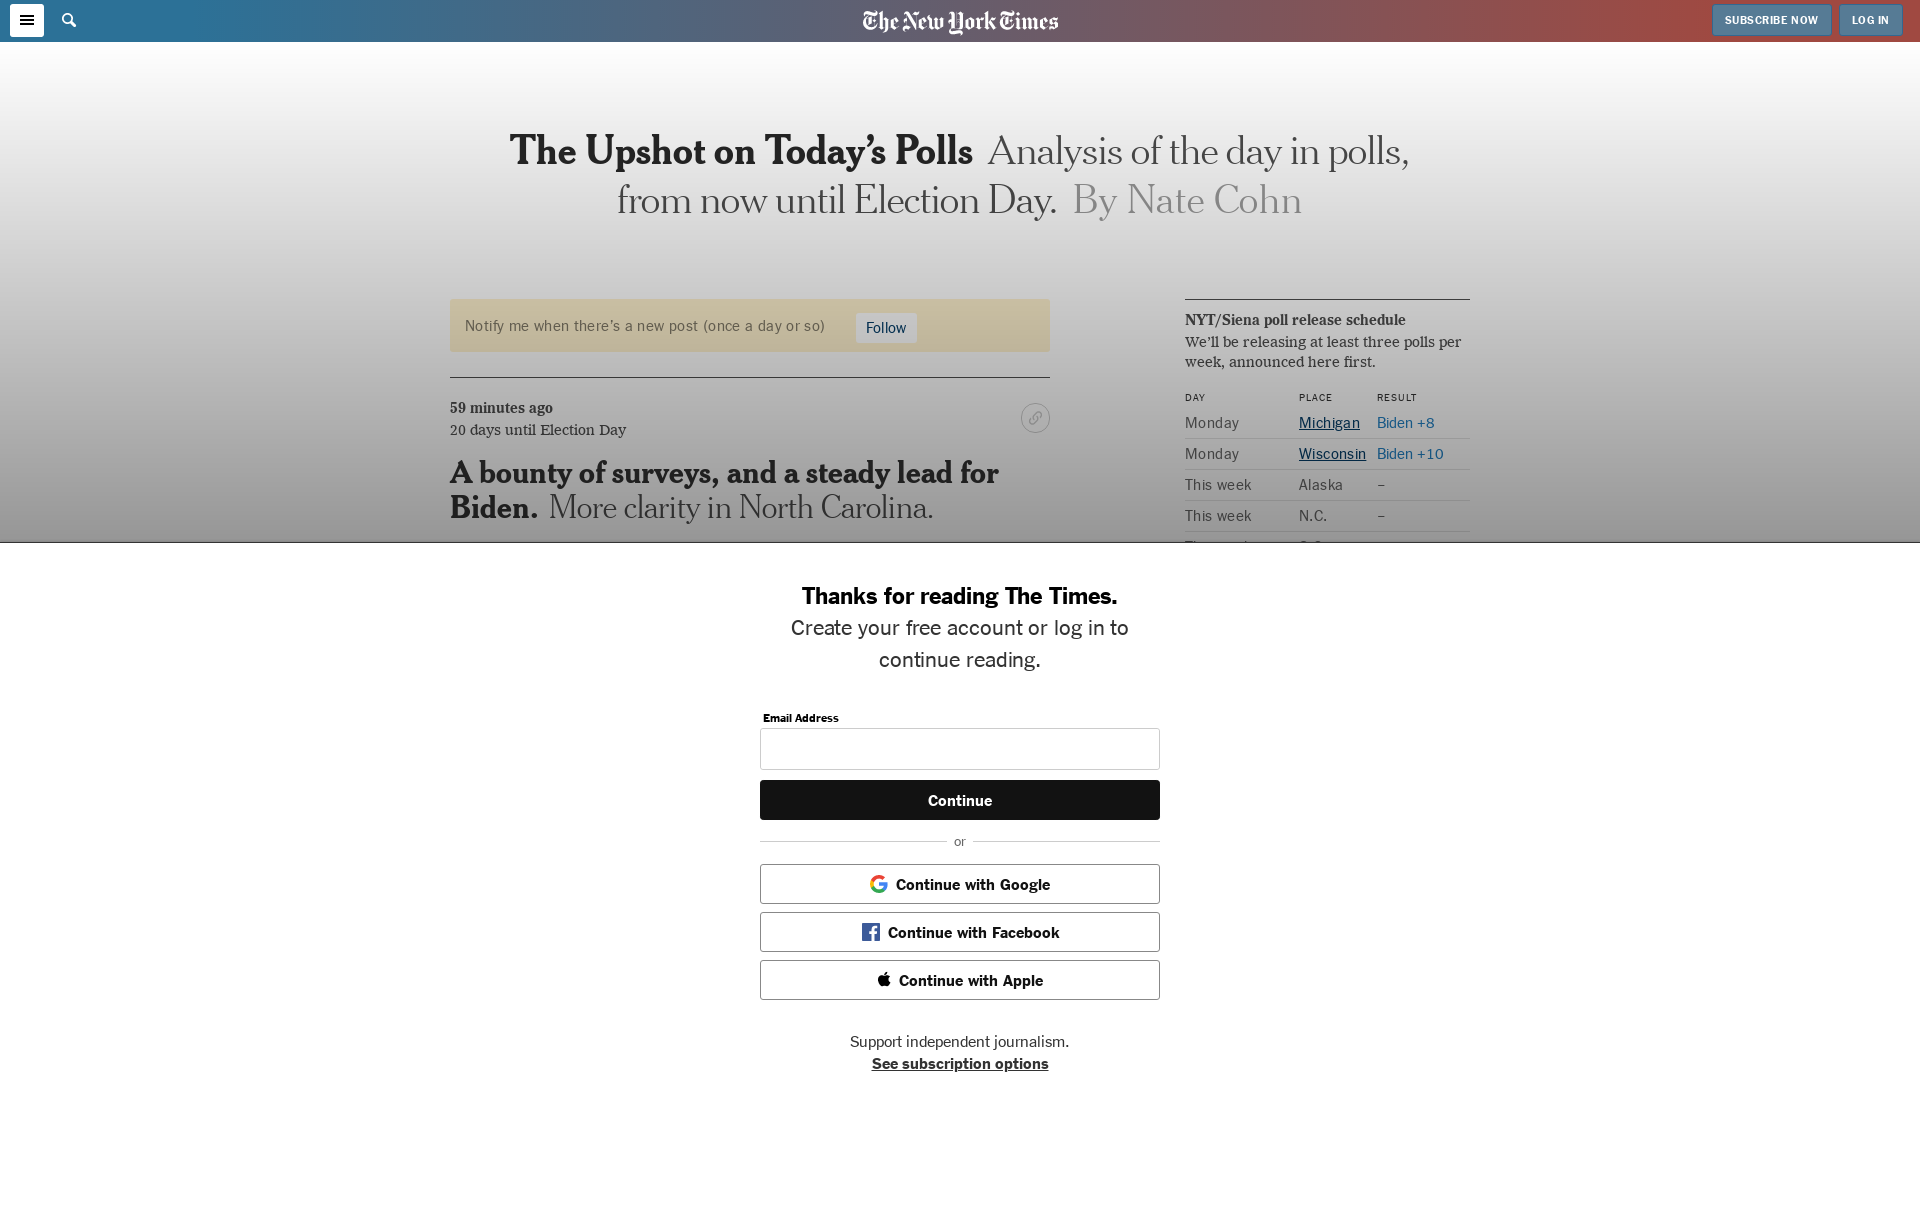 The New York Times
SUBSCRIBE NOW
LOG IN
The Upshot on Today’s Polls Analysis of the day in polls,
from now until Election Day. By Nate Cohn
Notify me when there’s a new post (once a day or so)
Follow
59 minutes ago
20 days until Election Day
A bounty of surveys, and a steady lead for
Biden. More clarity in North Carolina.
NYT/Siena poll release schedule
We’ll be releasing at least three polls per
week, announced here first.
DAY PLACE RESULT
Monday Michigan Biden +8
Monday Wisconsin Biden +10
This week Alaska –
This week N.C. –
Thanks for reading The Times.
Create your free account or log in to
continue reading.
Email Address
Continue
or
Continue with Google
Continue with Facebook
Continue with Apple
Support independent journalism.
See subscription options